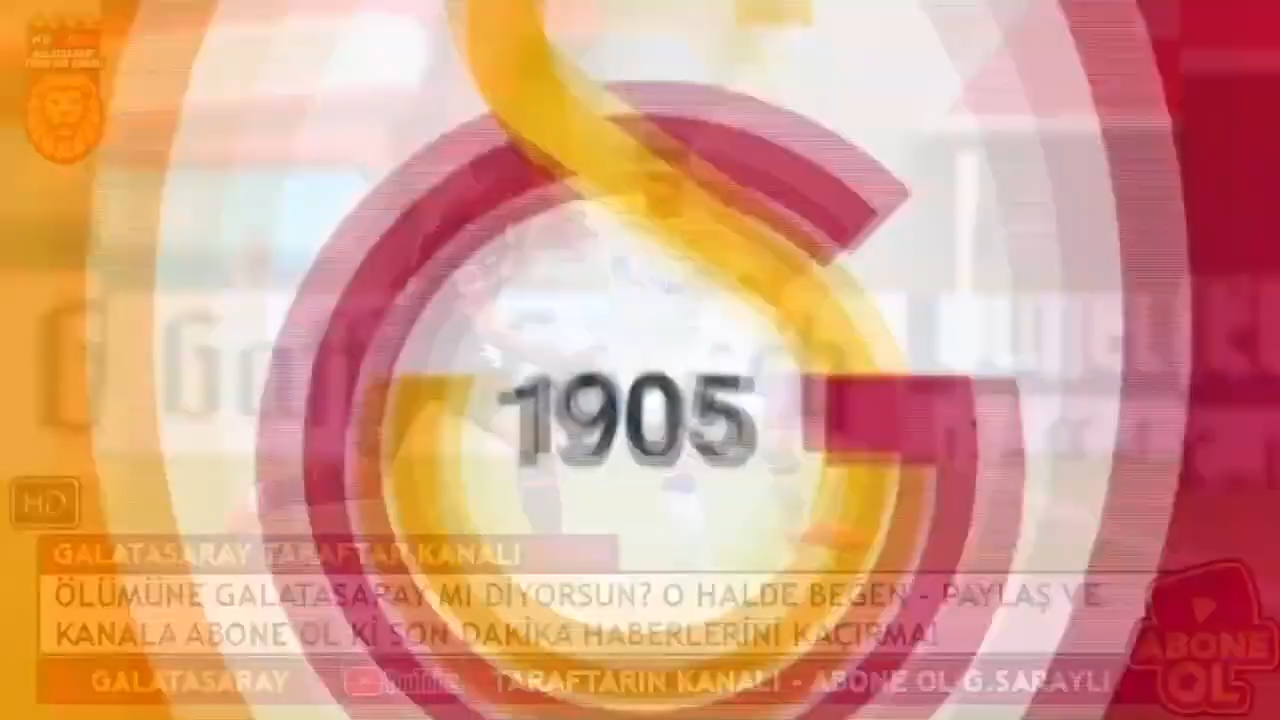 1905
HD
GALATASARAY TARAFTAR KANALI
ÖLÜMÜNE GALATASARAY MI DİYORSUN? O HALDE BEĞEN - PAYLAŞ VE
KANALA ABONE OL Kİ SON DAKİKA HABERLERİNİ KAÇIRMA!
GALATASARAY YouTube TARAFTARIN KANALI - ABONE OL G.SARAYLI
ABONE
OL